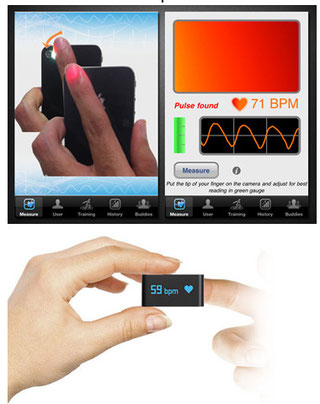 Pulse found 71 BPM
Measure
i
Put the tip of your finger on the camera and adjust for best
reading in green gauge
Measure User Training History Buddies
Measure User Training History Buddies
59 bpm